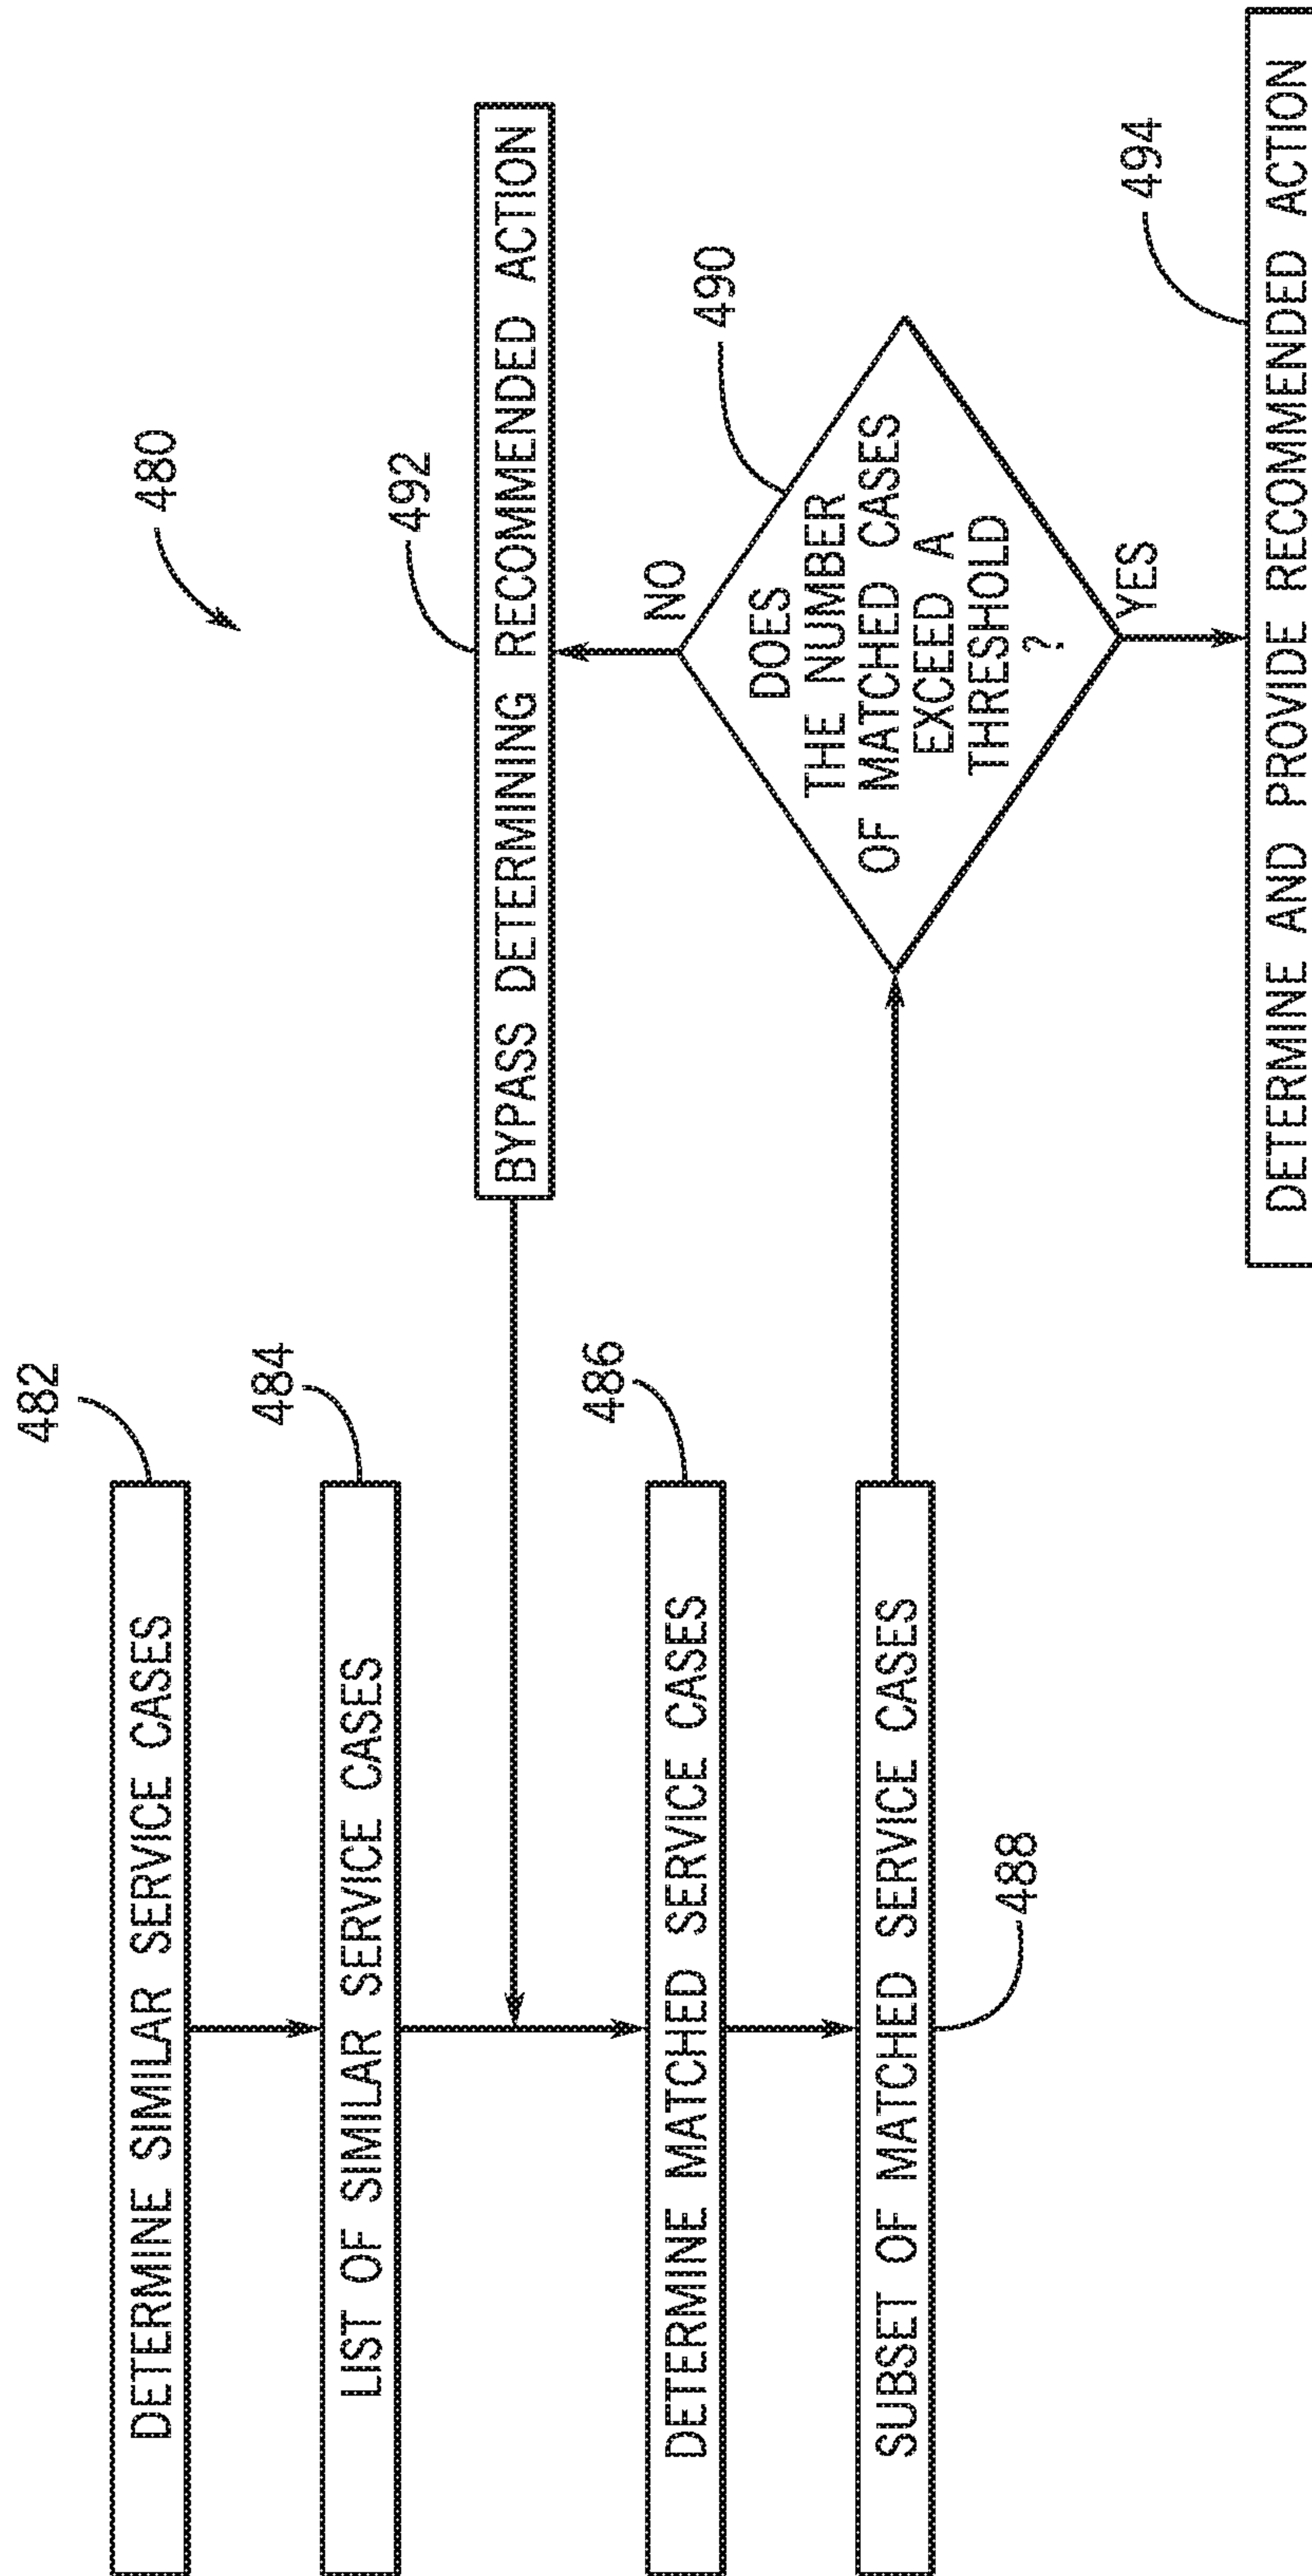 480
482
DETERMINE SIMILAR SERVICE CASES
484
LIST OF SIMILAR SERVICE CASES
486
DETERMINE MATCHED SERVICE CASES
SUBSET OF MATCHED SERVICE CASES
488
492
BYPASS DETERMINING RECOMMENDED ACTION
NO
490
DOES
THE NUMBER
OF MATCHED CASES
EXCEED A
THRESHOLD
?
YES
494
DETERMINE AND PROVIDE RECOMMENDED ACTION